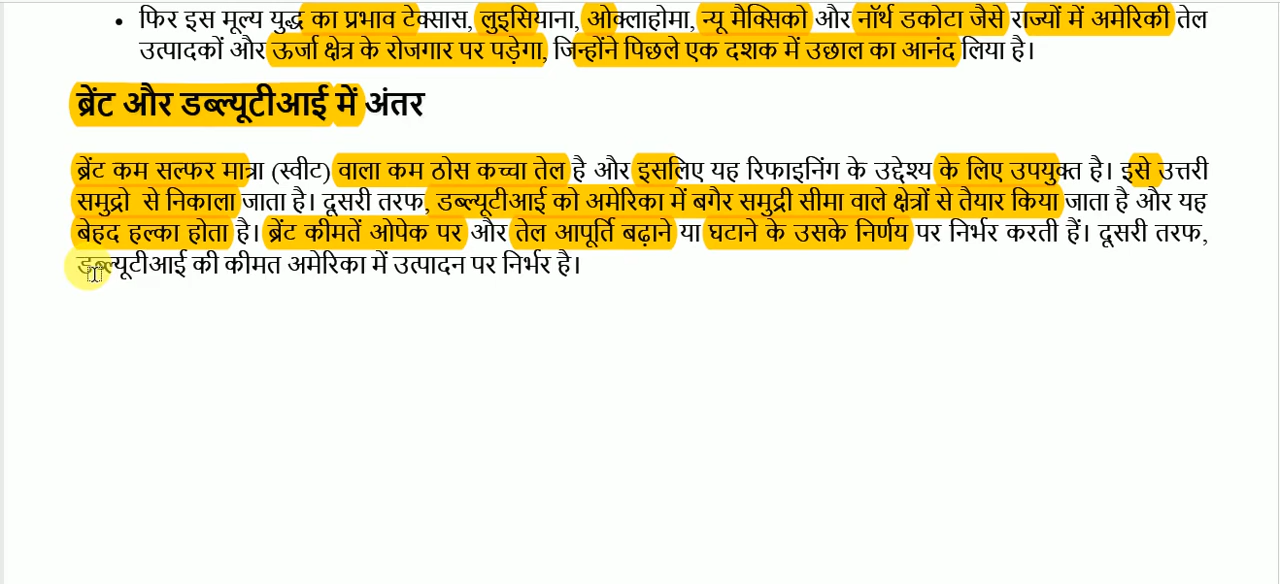 • फिर इस मूल्य युद्ध का प्रभाव टेक्सास, लुइसियाना, ओक्लाहोमा, न्यू मैक्सिको और नॉर्थ डकोटा जैसे राज्यों में अमेरिकी तेल
उत्पादकों और ऊर्जा क्षेत्र के रोजगार पर पड़ेगा, जिन्होंने पिछले एक दशक में उछाल का आनंद लिया है।
ब्रेंट और डब्ल्यूटीआई में अंतर
ब्रेंट कम सल्फर मात्रा (स्वीट) वाला कम ठोस कच्चा तेल है और इसलिए यह रिफाइनिंग के उद्देश्य के लिए उपयुक्त है। इसे उत्तरी
समुद्रो से निकाला जाता है। दूसरी तरफ, डब्ल्यूटीआई को अमेरिका में बगैर समुद्री सीमा वाले क्षेत्रों से तैयार किया जाता है और यह
बेहद हल्का होता है। ब्रेंट कीमतें ओपेक पर और तेल आपूर्ति बढ़ाने या घटाने के उसके निर्णय पर निर्भर करती हैं। दूसरी तरफ,
डब्ल्यूटीआई की कीमत अमेरिका में उत्पादन पर निर्भर है।